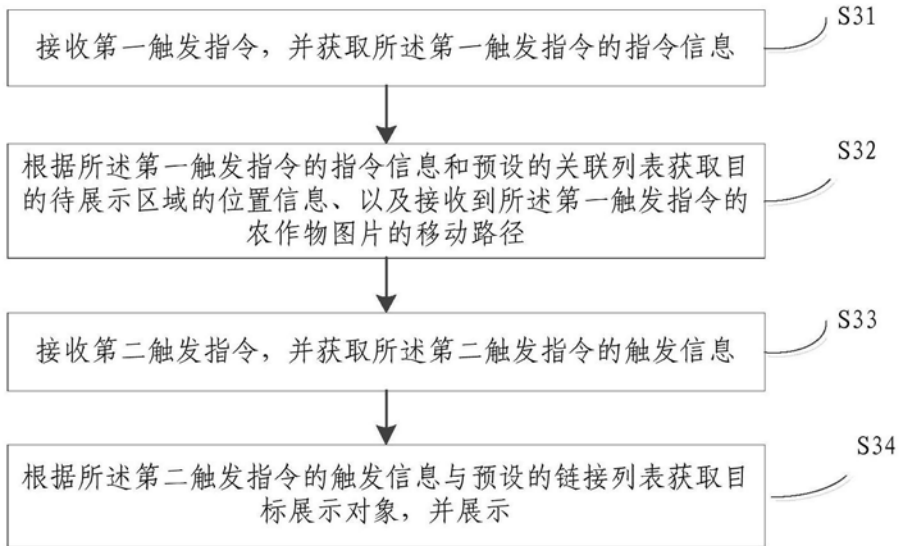 接收第一触发指令，并获取所述第一触发指令的指令信息
S31
根据所述第一触发指令的指令信息和预设的关联列表获取目
的待展示区域的位置信息、以及接收到所述第一触发指令的
农作物图片的移动路径
S32
接收第二触发指令，并获取所述第二触发指令的触发信息
S33
根据所述第二触发指令的触发信息与预设的链接列表获取目
标展示对象，并展示
S34